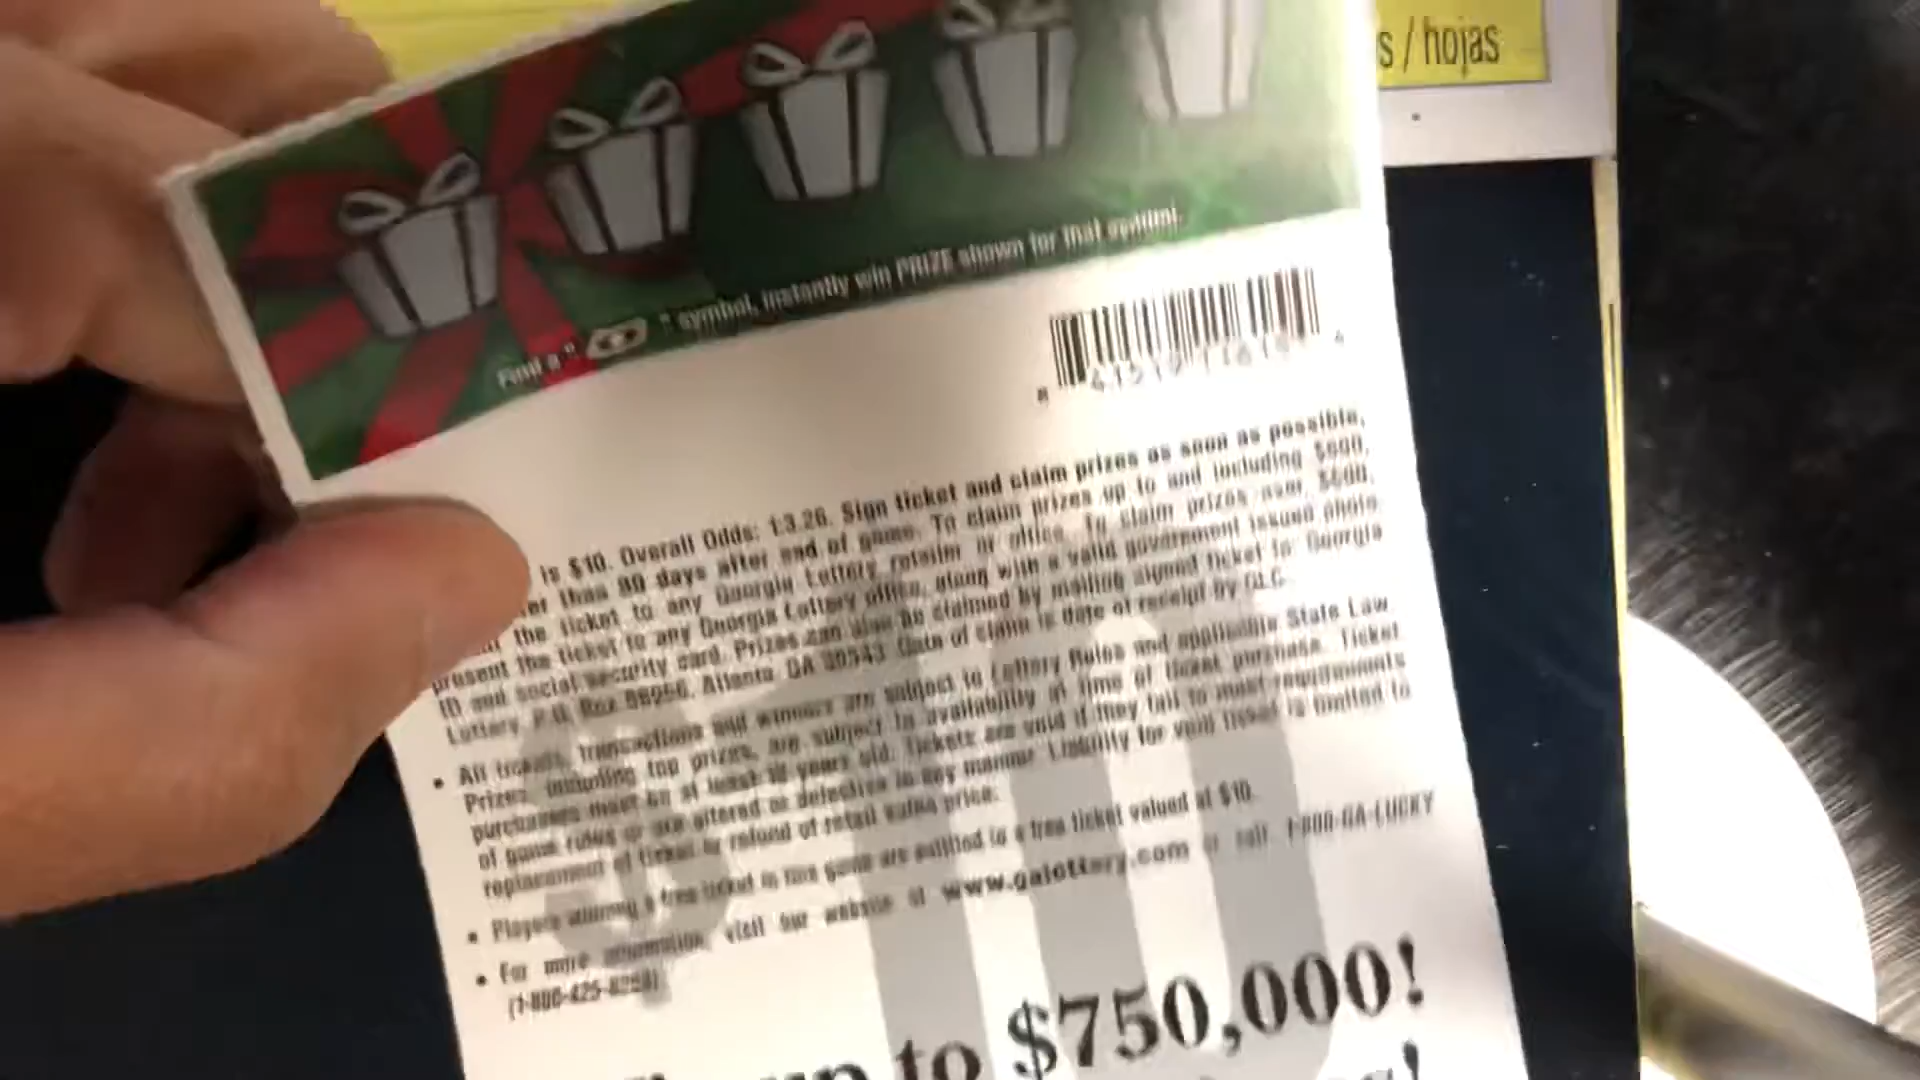 s / hojas
Find a " " symbol, instantly win PRIZE shown for that symbol.
is $10. Overall Odds: 1:3.26. Sign ticket and claim prizes as soon as possible,
than 90 days after end of game. To claim prizes up to and including $600,
the ticket to any Georgia Lottery retailer or office. To claim prizes over $600,
present the ticket to any Georgia Lottery office, along with a valid government issued photo
ID and social security card. Prizes can also be claimed by mailing signed ticket to: Georgia
Lottery, P.O. Box 56966, Atlanta GA 30343. Date of claim is date of receipt by GLC.
• All tickets, transactions and winners are subject to Lottery Rules and applicable State Law.
Prizes, including top prizes, are subject to availability at time of ticket purchase. Ticket
purchasers must be at least 18 years old. Tickets are void if they fail to meet requirements
of game rules or are altered or defective in any manner. Liability for void ticket is limited to
replacement of ticket or refund of retail sales price.
• Players winning a free ticket in this game are entitled to a free ticket valued at $10.
• For more information, visit our website at www.galottery.com or call 1-800-GA-LUCKY
(1-800-425-8259)
up to $750,000!